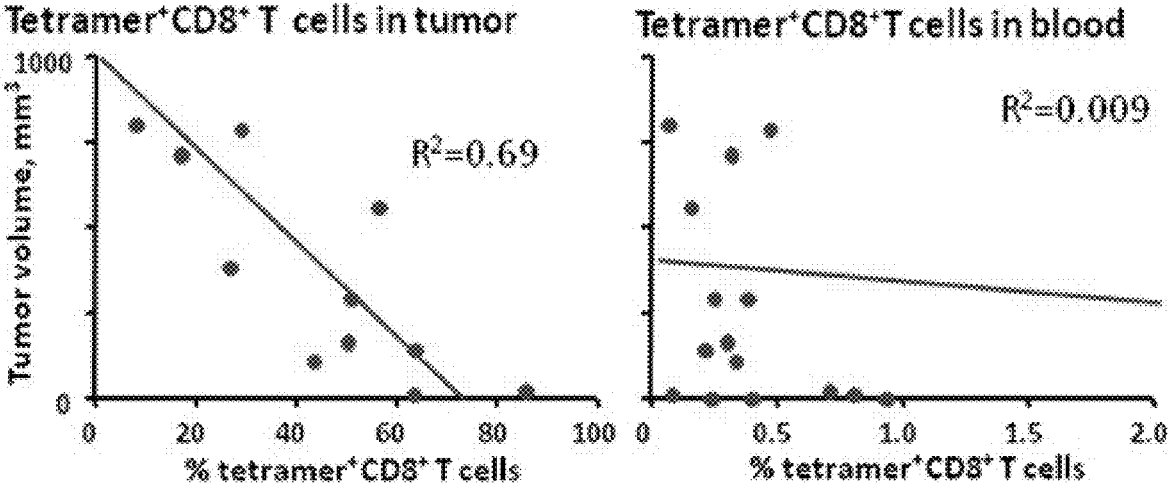 Tetramer⁺CD8⁺ T cells in tumor
1000
Tumor volume, mm³
R²=0.69
0
0 20 40 60 80 100
% tetramer⁺CD8⁺ T cells
Tetramer⁺CD8⁺T cells in blood
R²=0.009
0 0.5 1.0 1.5 2.0
% tetramer⁺CD8⁺ T cells